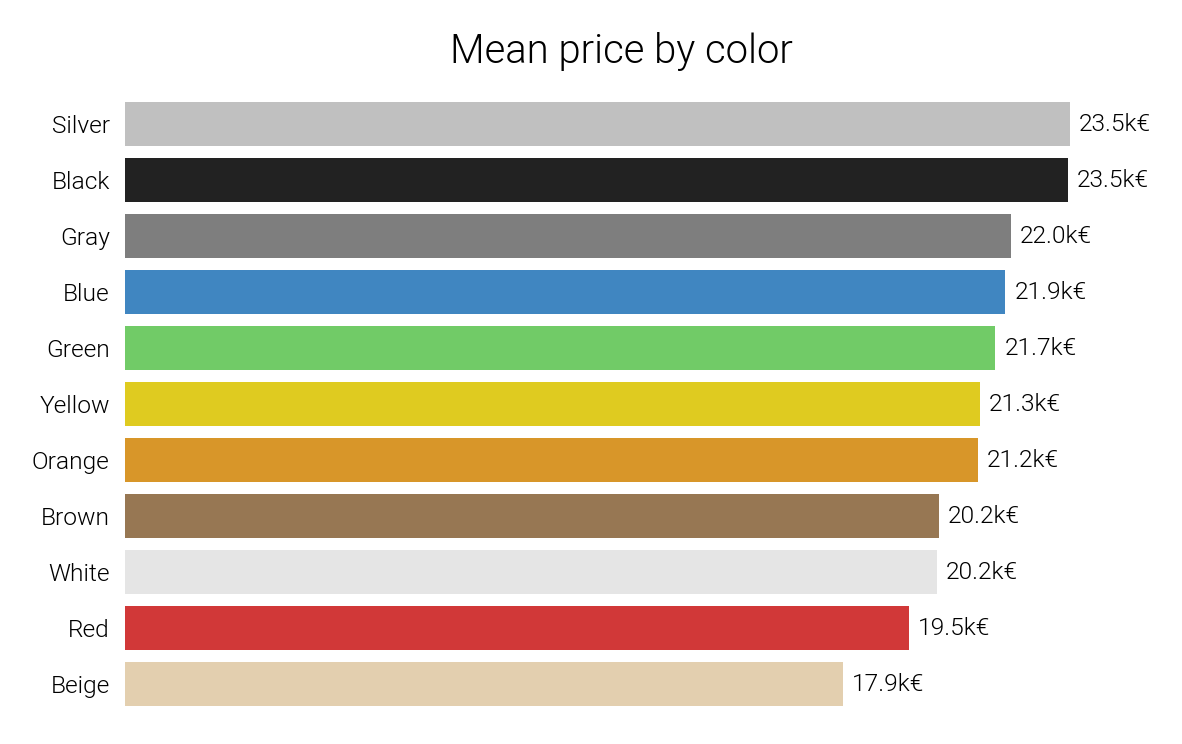 Mean price by color
Silver 23.5k€
Black 23.5k€
Gray 22.0k€
Blue 21.9k€
Green 21.7k€
Yellow 21.3k€
Orange 21.2k€
Brown 20.2k€
White 20.2k€
Red 19.5k€
Beige 17.9k€